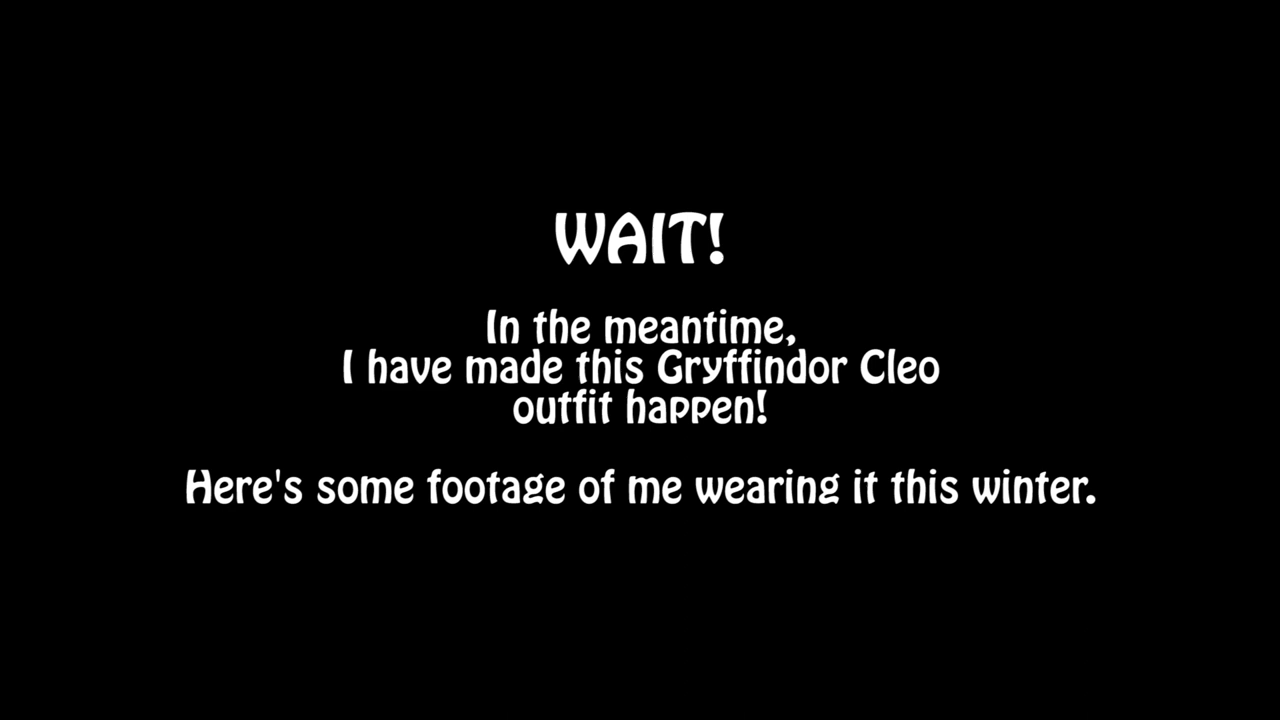 WAIT!
In the meantime,
I have made this Gryffindor Cleo
outfit happen!
Here's some footage of me wearing it this winter.